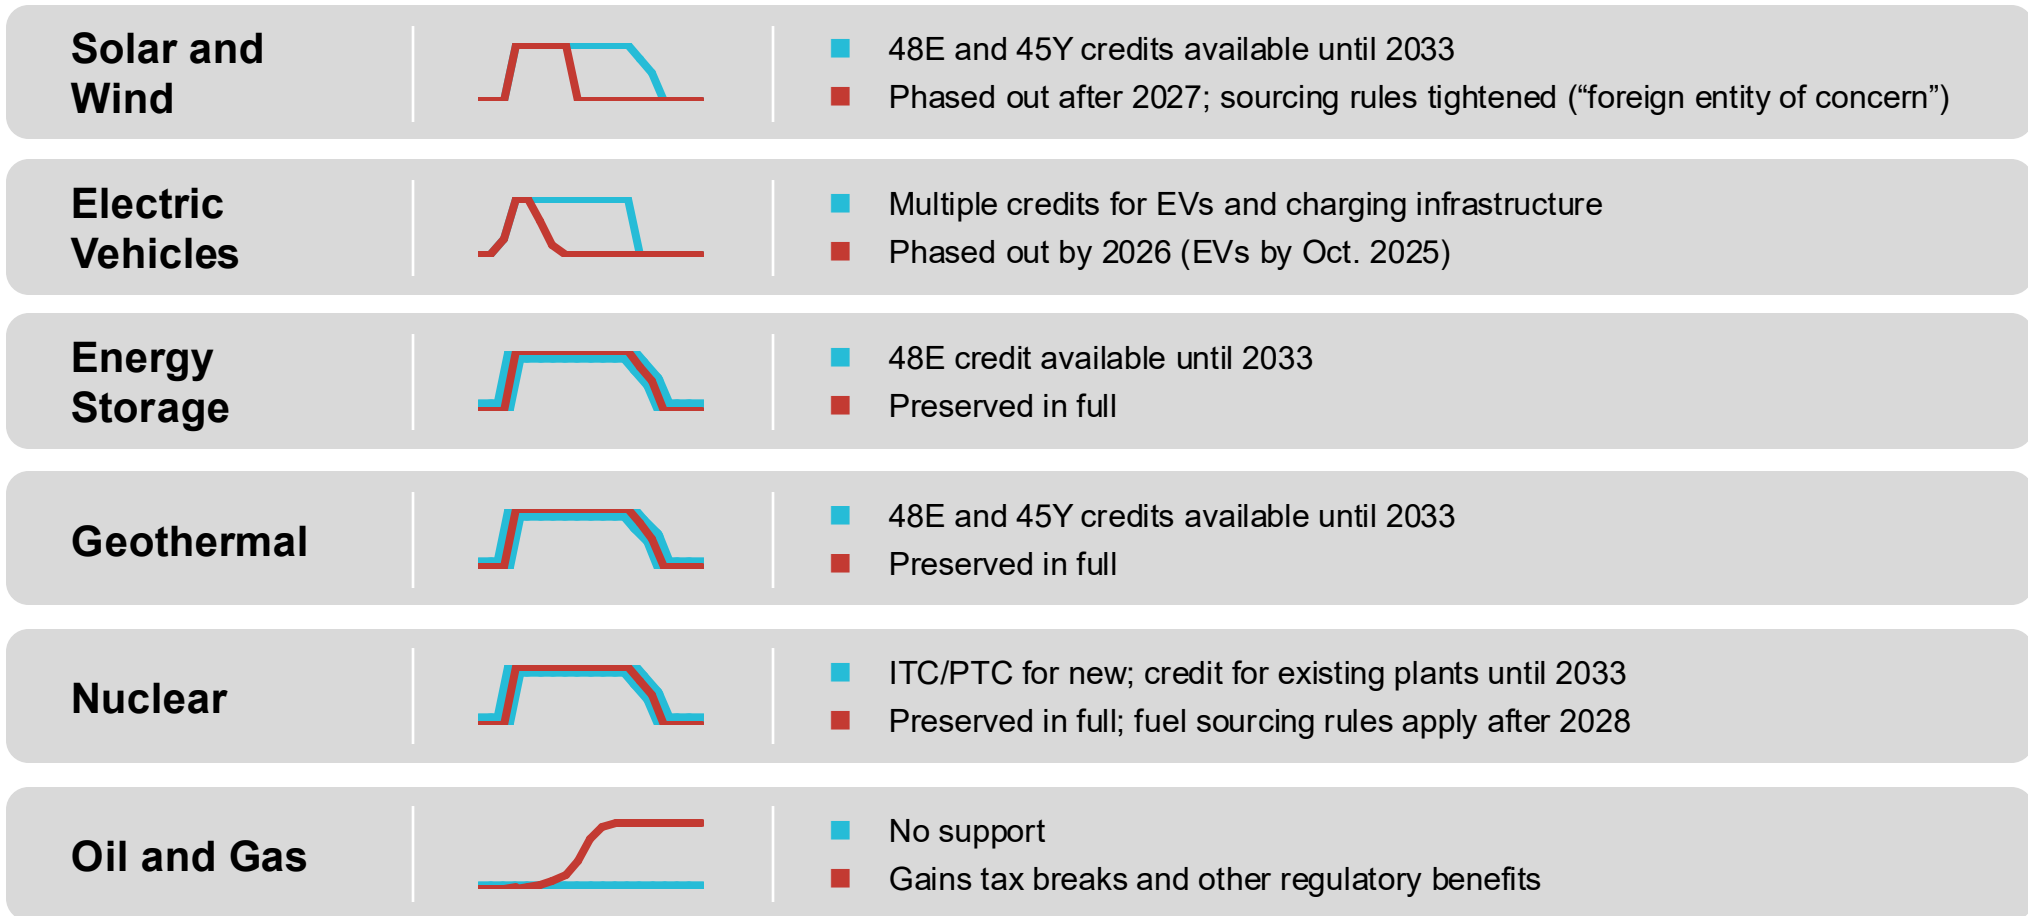 Solar and
Wind
48E and 45Y credits available until 2033
Phased out after 2027; sourcing rules tightened (“foreign entity of concern”)
Electric
Vehicles
Multiple credits for EVs and charging infrastructure
Phased out by 2026 (EVs by Oct. 2025)
Energy
Storage
48E credit available until 2033
Preserved in full
Geothermal
48E and 45Y credits available until 2033
Preserved in full
Nuclear
ITC/PTC for new; credit for existing plants until 2033
Preserved in full; fuel sourcing rules apply after 2028
Oil and Gas
No support
Gains tax breaks and other regulatory benefits